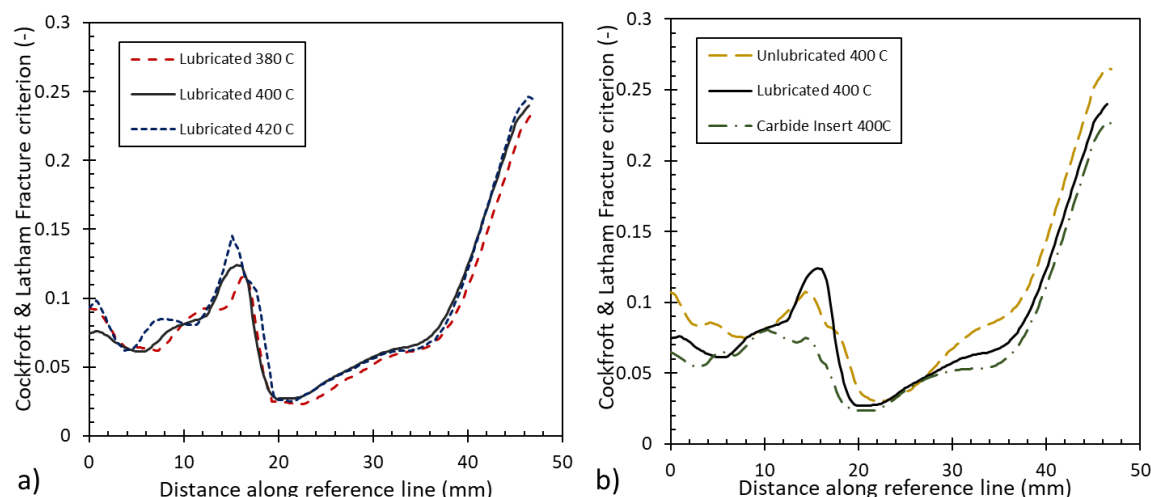 Cockfroft & Latham Fracture criterion (-)
0.3
0.25
0.2
0.15
0.1
0.05
0
Lubricated 380 C
Lubricated 400 C
Lubricated 420 C
0 10 20 30 40 50
a) Distance along reference line (mm)
Cockfroft & Latham Fracture criterion (-)
0.3
0.25
0.2
0.15
0.1
0.05
0
Unlubricated 400 C
Lubricated 400 C
Carbide Insert 400C
0 10 20 30 40 50
b) Distance along reference line (mm)